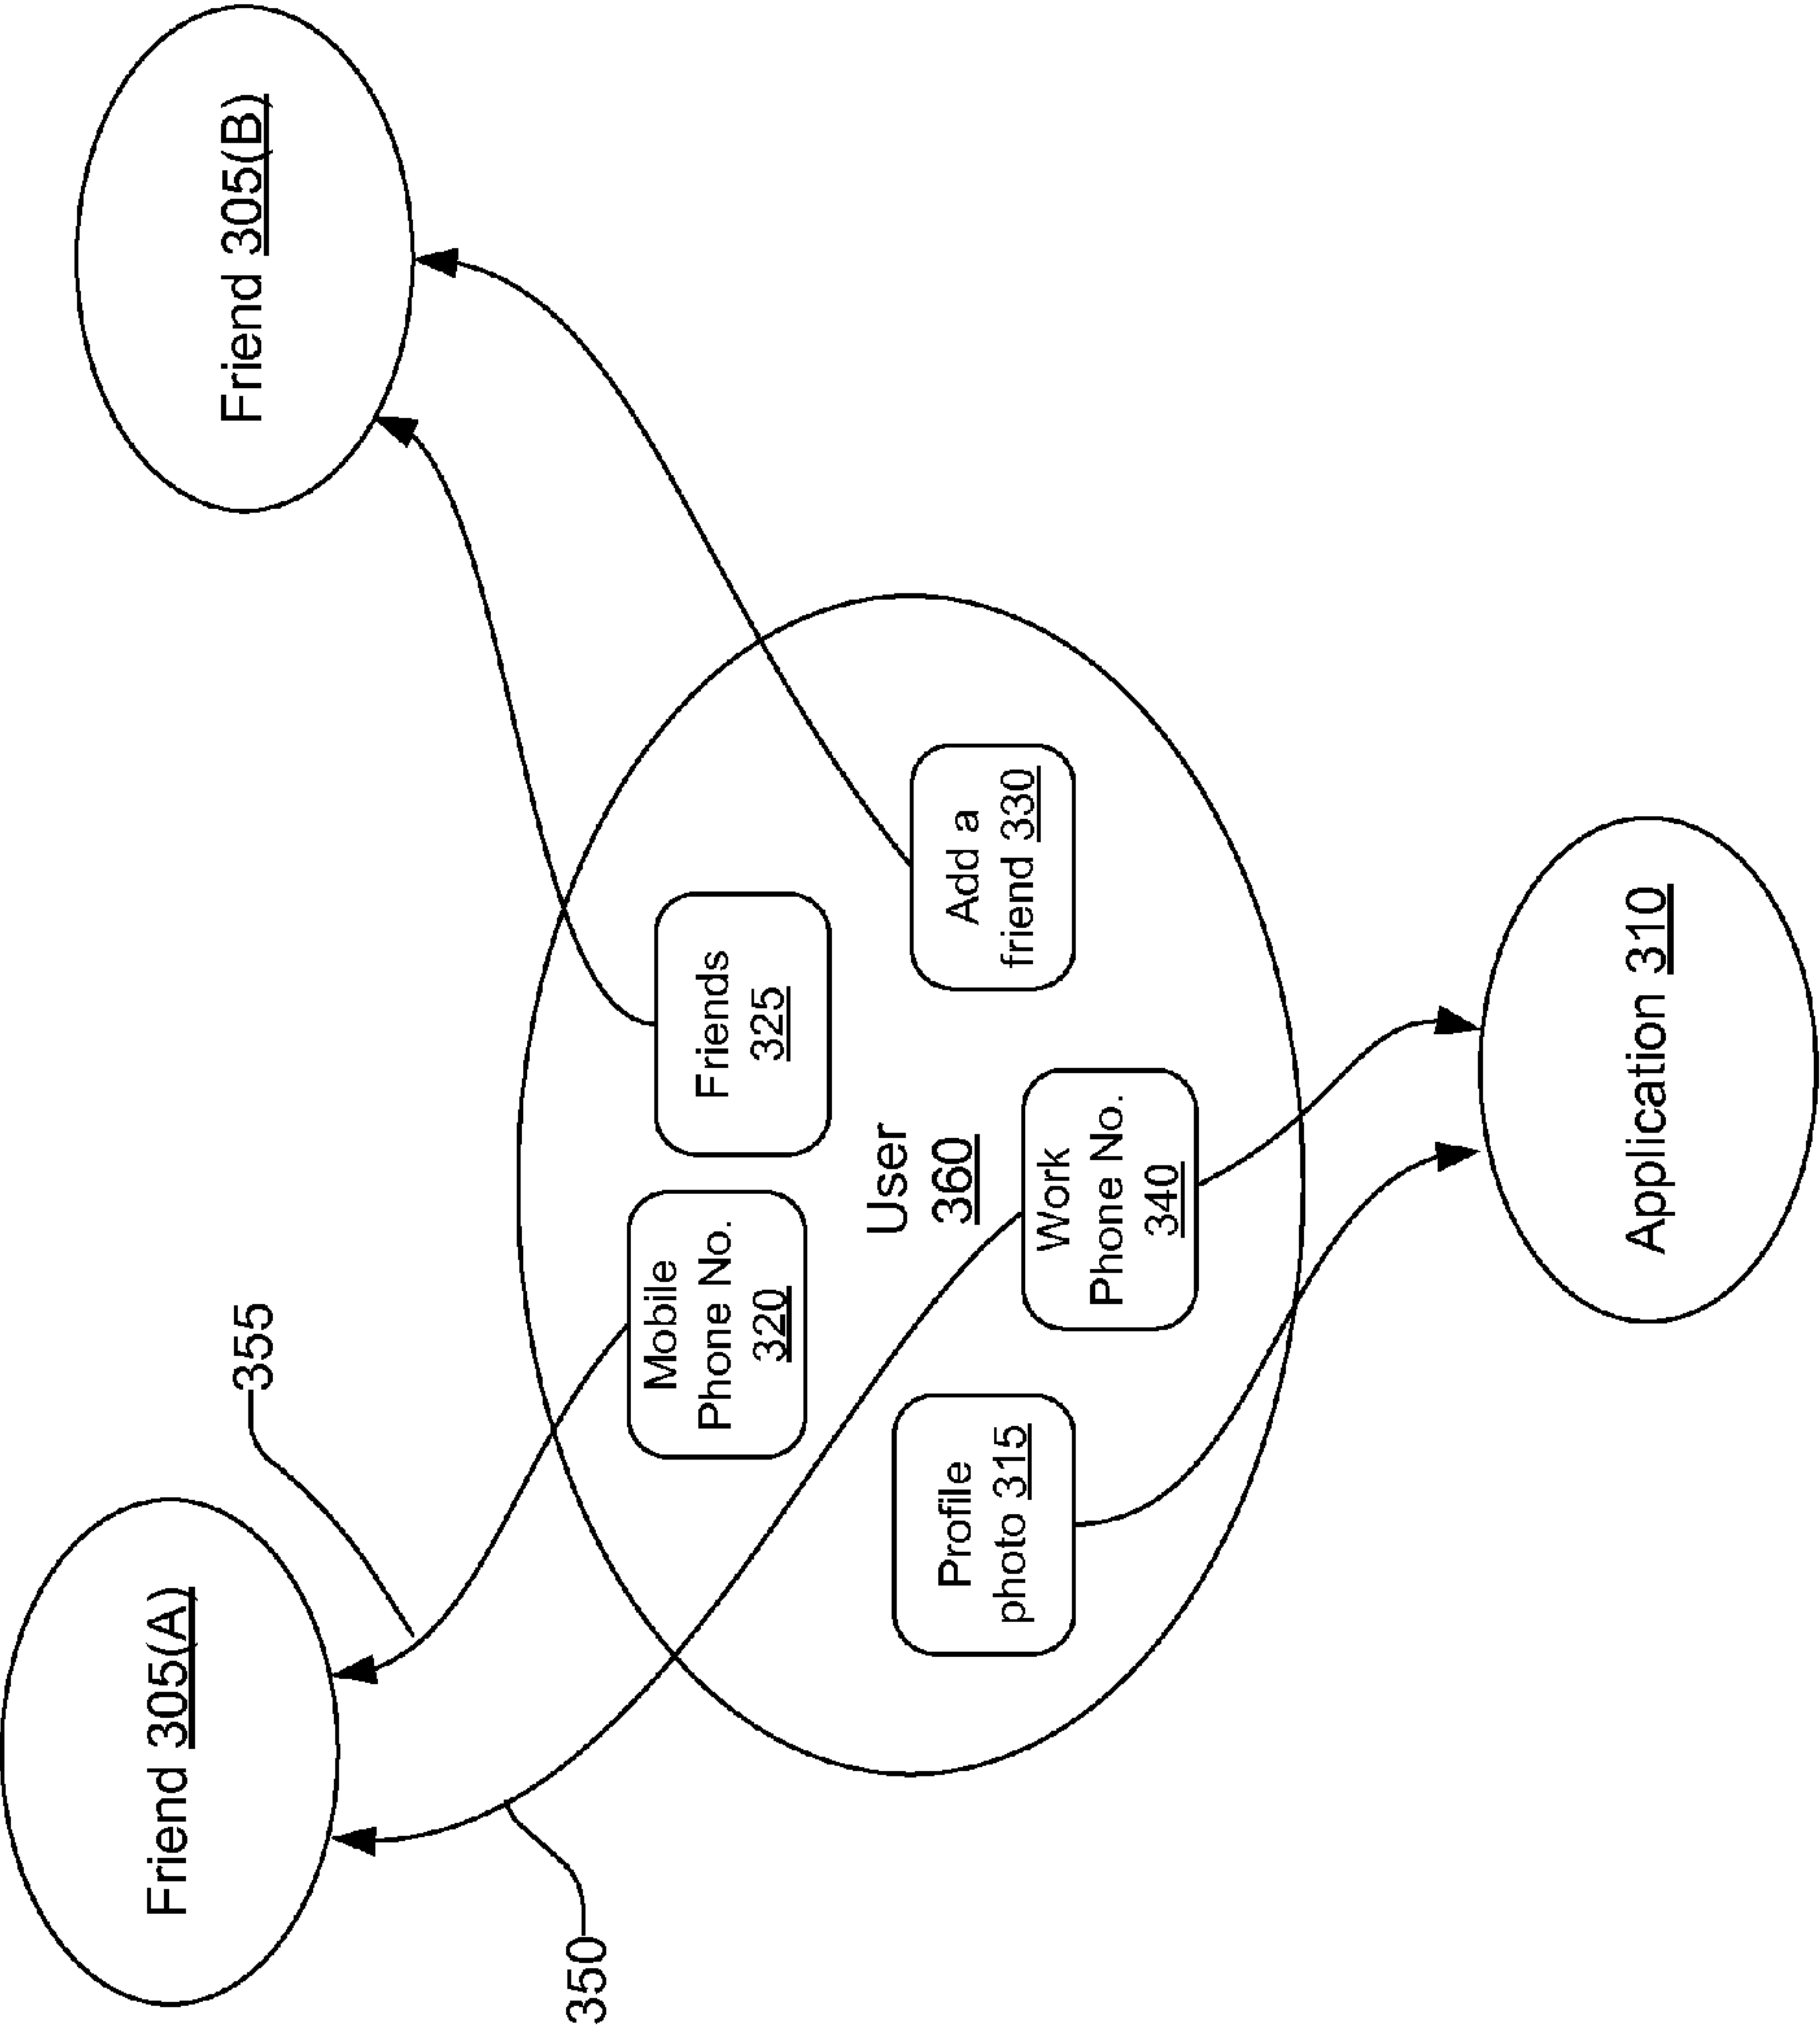 Friend 305(A)
Friend 305(B)
355
350
Mobile
Phone No.
320
Friends
325
User
360
Profile
photo 315
Work
Phone No.
340
Add a
friend 330
Application 310